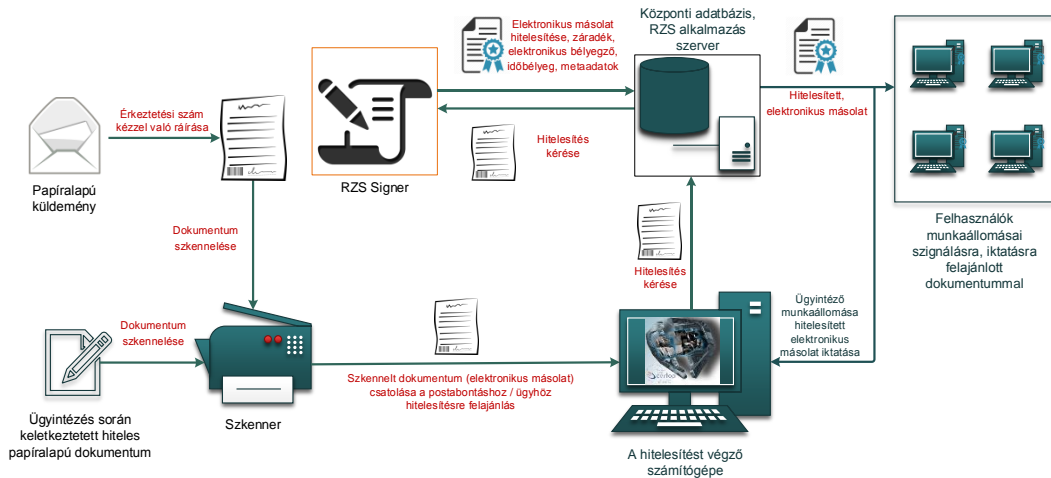 Elektronikus másolat
hitelesítése, záradék,
elektronikus bélyegző,
időbélyeg, metaadatok
Központi adatbázis,
RZS alkalmazás
szerver
Érkeztetési szám
kézzel való ráírása
Papíralapú
küldemény
RZS Signer
Hitelesítés
kérése
Hitelesített,
elektronikus másolat
Felhasználók
munkaállomásai
szignálásra, iktatásra
felajánlott
dokumentummal
Dokumentum
szkennelése
Hitelesítés
kérése
Ügyintéző
munkaállomása
hitelesített
elektronikus
másolat iktatása
Dokumentum
szkennelése
Szkennelt dokumentum (elektronikus másolat)
csatolása a postabontáshoz / ügyhöz
hitelesítésre felajánlás
Ügyintézés során
keletkeztetett hiteles
papíralapú dokumentum
Szkenner
A hitelesítést végző
számítógépe